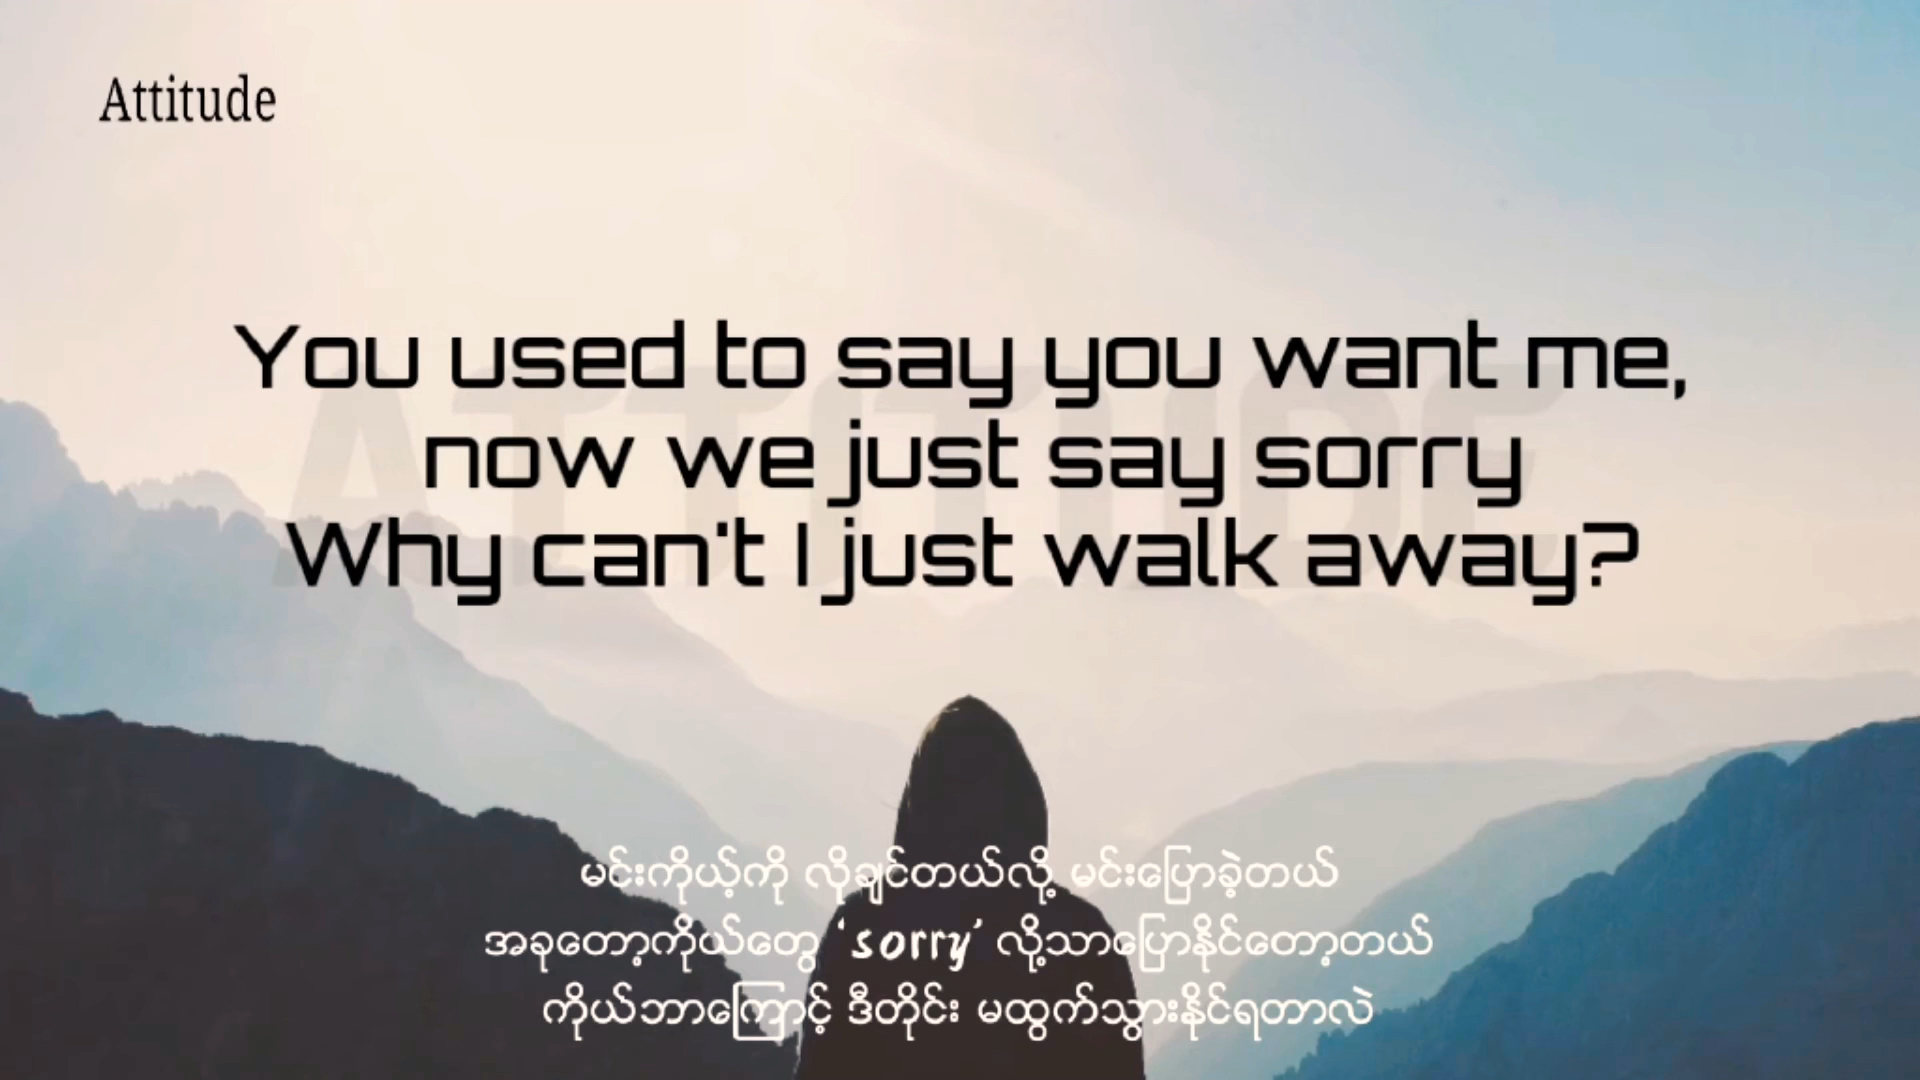 Attitude
ATTITUDE
You used to say you want me,
now we just say sorry
Why can't I just walk away?
မင်းကိုယ့်ကို လိုချင်တယ်လို့ မင်းပြောခဲ့တယ်
အခုတော့ကိုယ်တွေ 'sorry' လို့သာပြောနိုင်တော့တယ်
ကိုယ်ဘာကြောင့် ဒီတိုင်း မထွက်သွားနိုင်ရတာလဲ